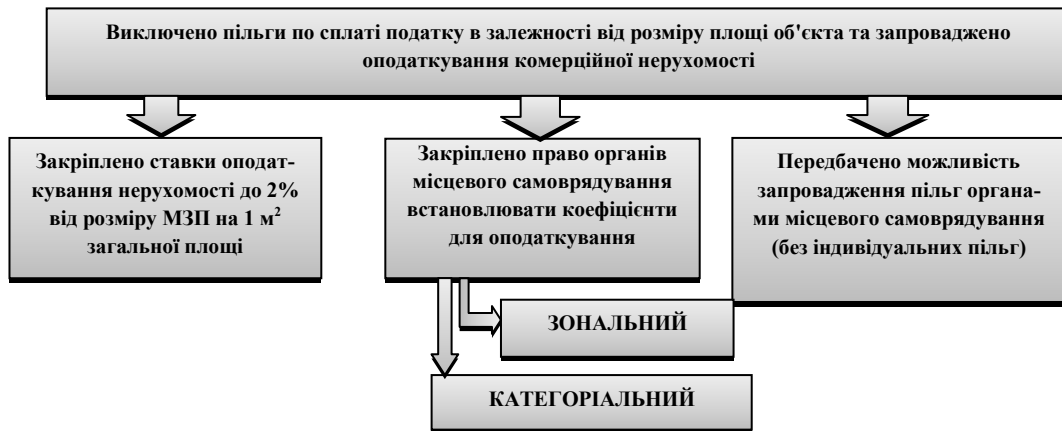 Виключено пільги по сплаті податку в залежності від розміру площі об'єкта та запроваджено
оподаткування комерційної нерухомості
Закріплено ставки оподат-
кування нерухомості до 2%
від розміру МЗП на 1 м²
загальної площі
Закріплено право органів
місцевого самоврядування
встановлювати коефіцієнти
для оподаткування
Передбачено можливість
запровадження пільг органа-
ми місцевого самоврядування
(без індивідуальних пільг)
ЗОНАЛЬНИЙ
КАТЕГОРІАЛЬНИЙ